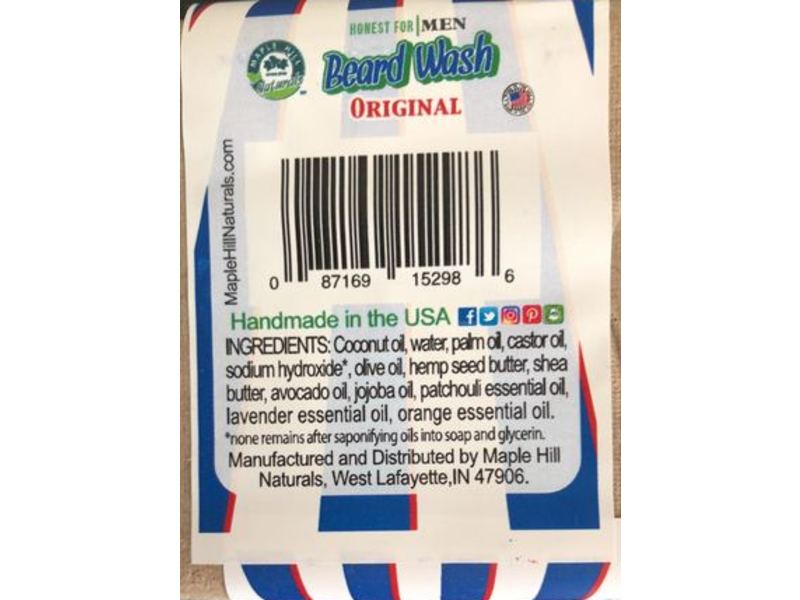 HONEST FOR | MEN
MAPLE HILL
Naturals
Beard Wash
ORIGINAL
MapleHillNaturals.com
0 87169 15298 6
Handmade in the USA
INGREDIENTS: Coconut oil, water, palm oil, castor oil,
sodium hydroxide*, olive oil, hemp seed butter, shea
butter, avocado oil, jojoba oil, patchouli essential oil,
lavender essential oil, orange essential oil.
*none remains after saponifying oils into soap and glycerin.
Manufactured and Distributed by Maple Hill
Naturals, West Lafayette,IN 47906.